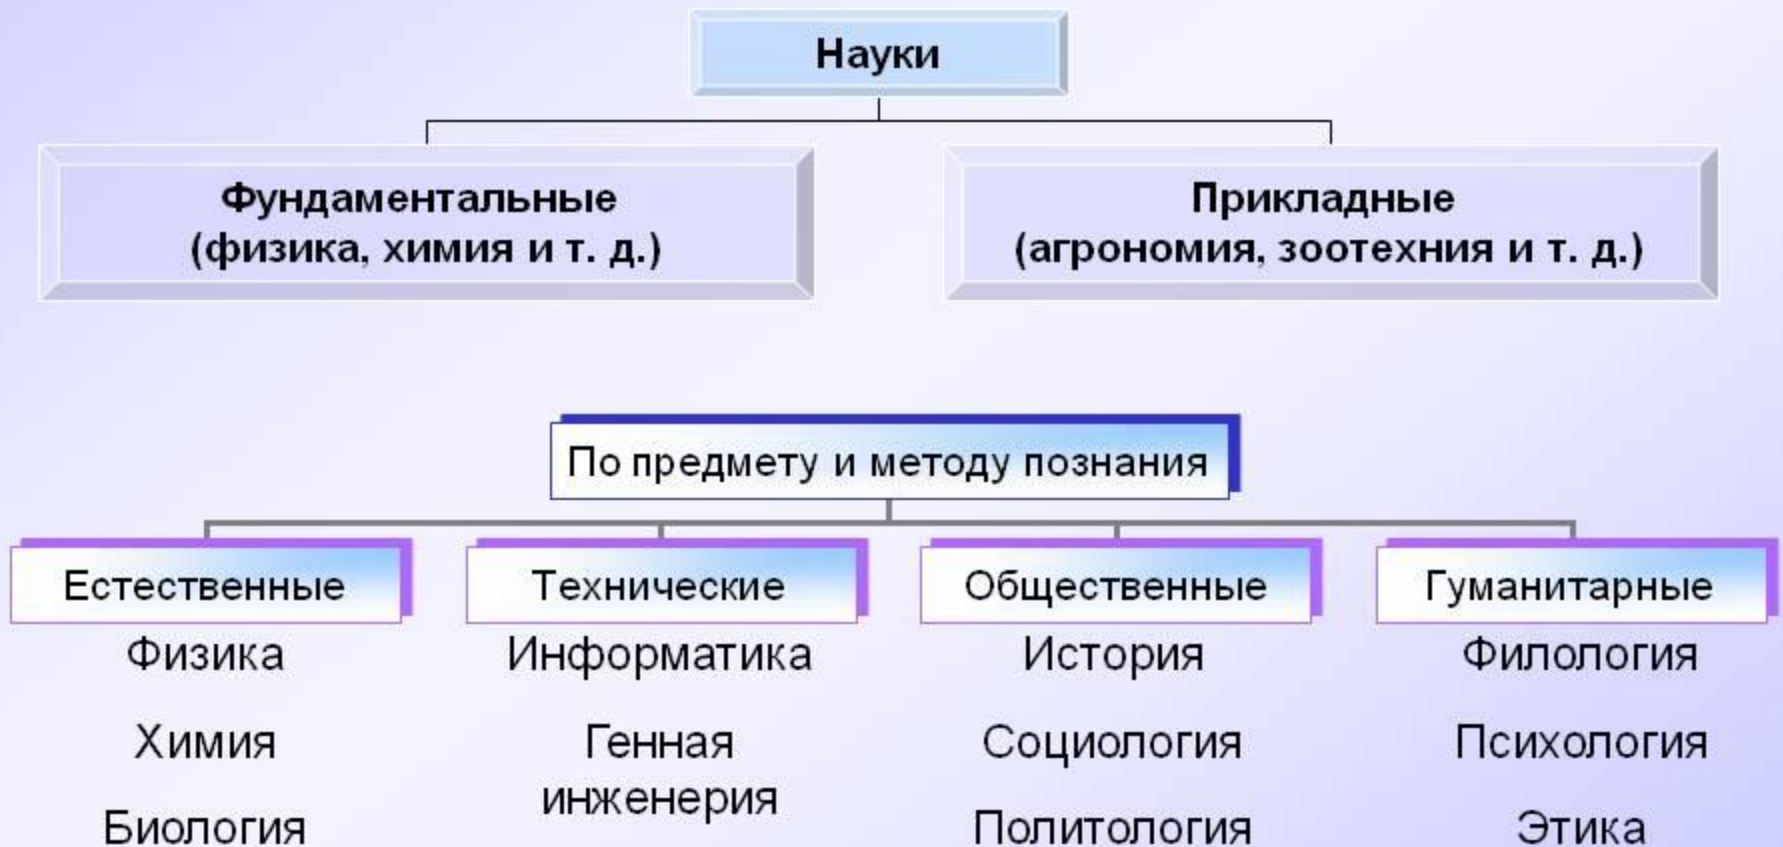 Науки
Фундаментальные
(физика, химия и т. д.)
Прикладные
(агрономия, зоотехния и т. д.)
По предмету и методу познания
Естественные
Физика
Химия
Биология
Технические
Информатика
Генная
инженерия
Общественные
История
Социология
Политология
Гуманитарные
Филология
Психология
Этика